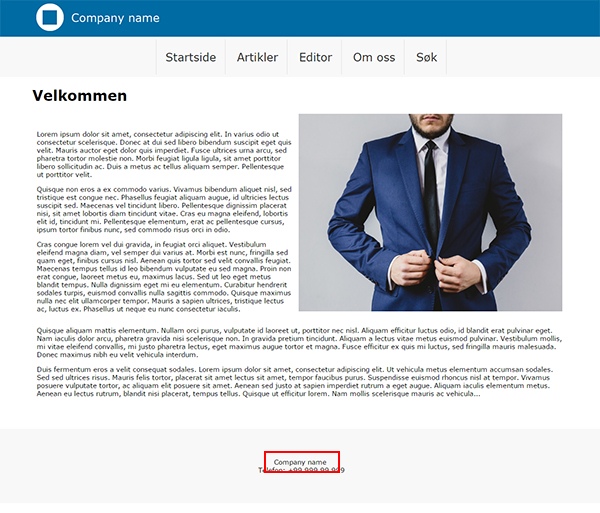 Company name
Startside Artikler Editor Om oss Søk
Velkommen
Lorem ipsum dolor sit amet, consectetur adipiscing elit. In varius odio ut
consectetur scelerisque. Donec at dui sed libero bibendum suscipit eget quis
velit. Mauris auctor eget dolor quis imperdiet. Fusce ultrices urna arcu, sed
pharetra tortor molestie non. Morbi feugiat ligula ligula, sit amet porttitor
libero sollicitudin ac. Duis a metus ac tellus aliquam semper. Pellentesque
ut porttitor velit.
Quisque non eros a ex commodo varius. Vivamus bibendum aliquet nisl, sed
tristique est congue nec. Phasellus feugiat aliquam augue, id ultricies lectus
suscipit sed. Maecenas vel tincidunt libero. Pellentesque dignissim placerat
nisi, sit amet lobortis diam tincidunt vitae. Cras eu magna eleifend, lobortis
elit id, tincidunt mi. Pellentesque elementum, erat ac pellentesque cursus,
ipsum tortor finibus nunc, sed commodo risus orci in odio.
Cras congue lorem vel dui gravida, in feugiat orci aliquet. Vestibulum
eleifend magna diam, vel semper dui varius at. Morbi est nunc, fringilla sed
quam eget, finibus cursus nisl. Aenean quis tortor sed velit convallis feugiat.
Maecenas tempus tellus id leo bibendum vulputate eu sed magna. Proin non
erat congue, laoreet metus eu, maximus lacus. Sed ut leo eget metus
blandit tempus. Nulla dignissim eget mi eu elementum. Curabitur hendrerit
sodales turpis, euismod convallis nulla sagittis commodo. Quisque maximus
nulla nec elit ullamcorper tempor. Mauris a sapien ultrices, tristique lectus
ac, luctus ex. Phasellus ut neque eu nunc consectetur iaculis.
Quisque aliquam mattis elementum. Nullam orci purus, vulputate id laoreet ut, porttitor nec nisl. Aliquam efficitur luctus odio, id blandit erat pulvinar eget.
Nam iaculis dolor arcu, pharetra gravida nisi scelerisque non. In gravida pretium tincidunt. Aliquam a lectus vitae metus euismod pulvinar. Vestibulum mollis,
mi vitae eleifend convallis, mi justo pharetra lectus, eget maximus augue tortor et magna. Fusce efficitur ex quis mi luctus, sed fringilla mauris malesuada.
Donec maximus nibh eu velit vehicula interdum.
Duis fermentum eros a velit consequat sodales. Lorem ipsum dolor sit amet, consectetur adipiscing elit. Ut vehicula metus elementum accumsan sodales.
Sed sed ultrices risus. Mauris felis tortor, placerat sit amet lectus sit amet, tempor faucibus purus. Suspendisse euismod rhoncus nisl at tempor. Vivamus
posuere vulputate tortor, ac aliquam elit posuere sit amet. Aenean sed justo at sapien imperdiet rutrum a eget augue. Aliquam iaculis elementum metus.
Aenean eu lectus rutrum, blandit nisi placerat, tempus tellus. Quisque ut efficitur lorem. Nam mollis scelerisque mauris ac vehicula...
Company name
Telefon: +99 999 99 999